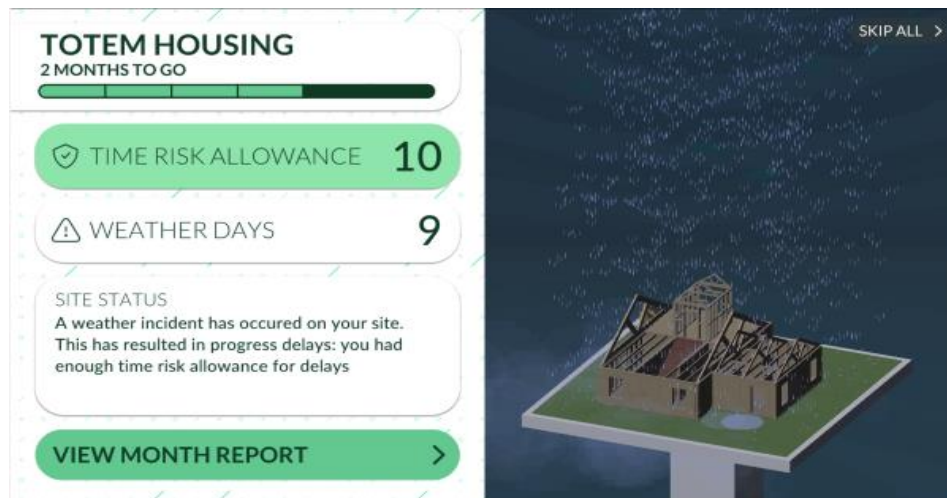 TOTEM HOUSING
2 MONTHS TO GO
TIME RISK ALLOWANCE 10
WEATHER DAYS 9
SITE STATUS
A weather incident has occured on your site.
This has resulted in progress delays: you had
enough time risk allowance for delays
VIEW MONTH REPORT
SKIP ALL